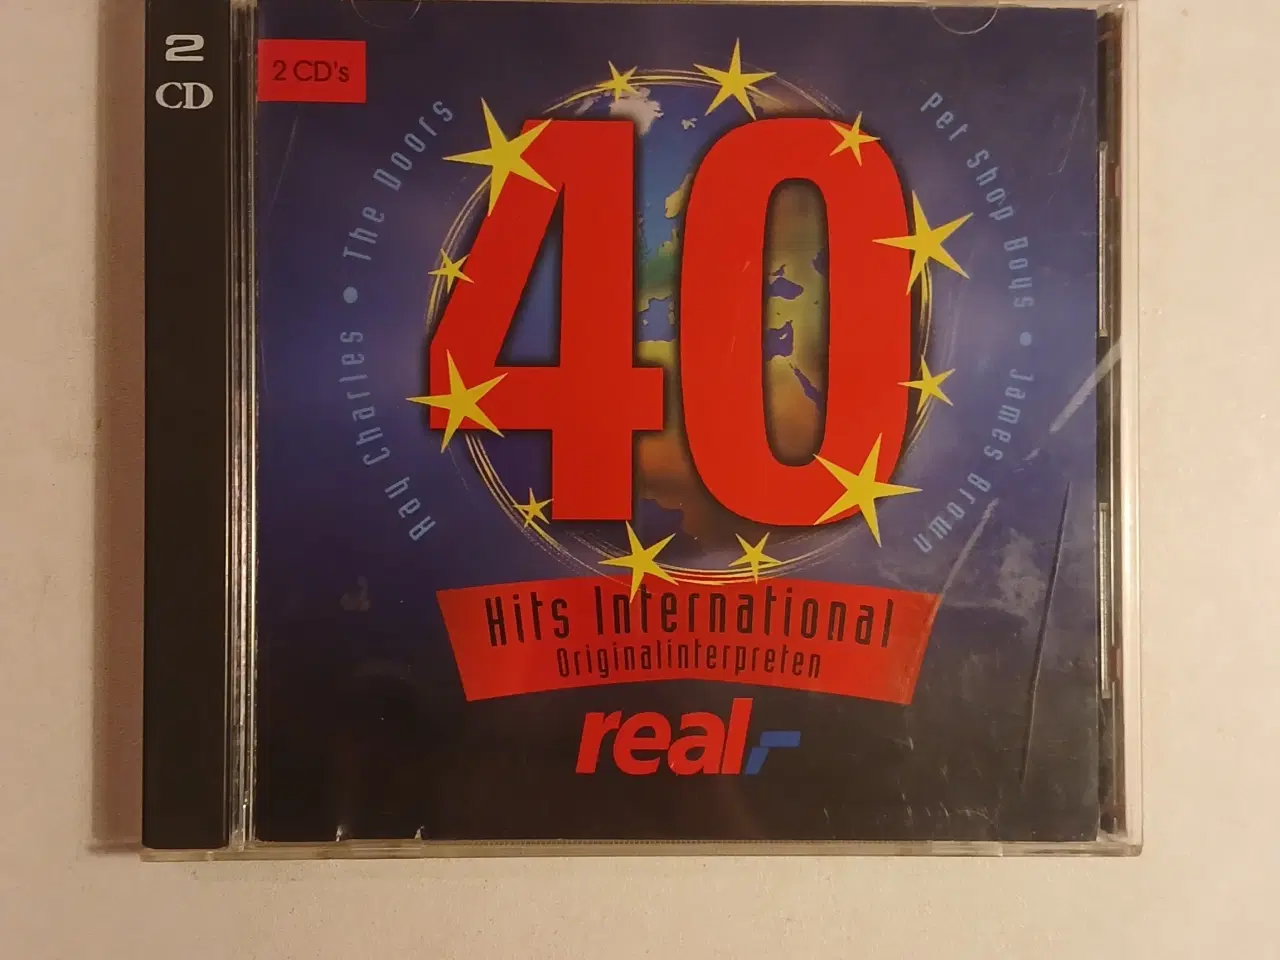 2
CD
2 CD's
Ray Charles • The Doors
Pet Shop Boys • James Brown
40
Hits International
Originalinterpreten
real,-